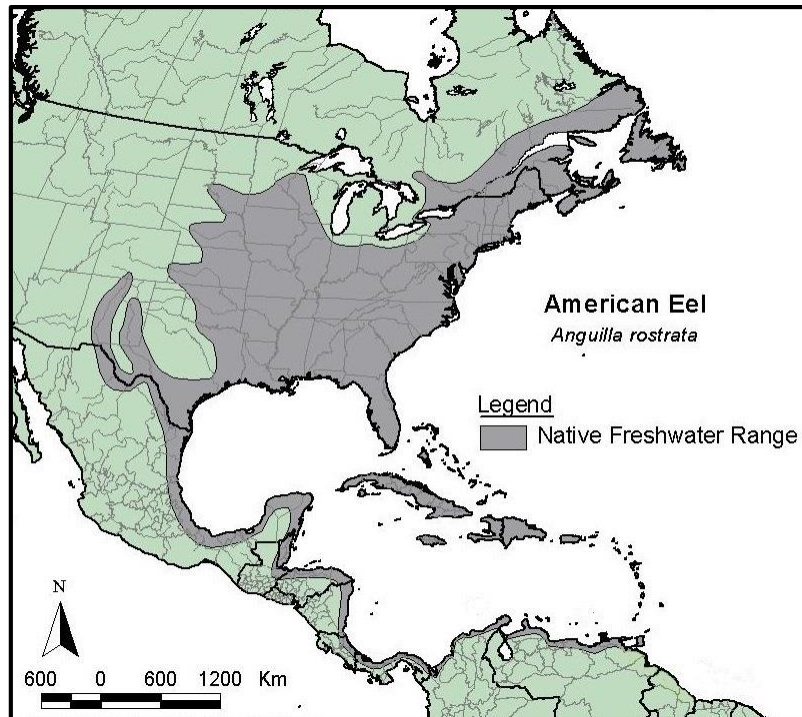 American Eel
Anguilla rostrata
Legend
Native Freshwater Range
N
600 0 600 1200 Km